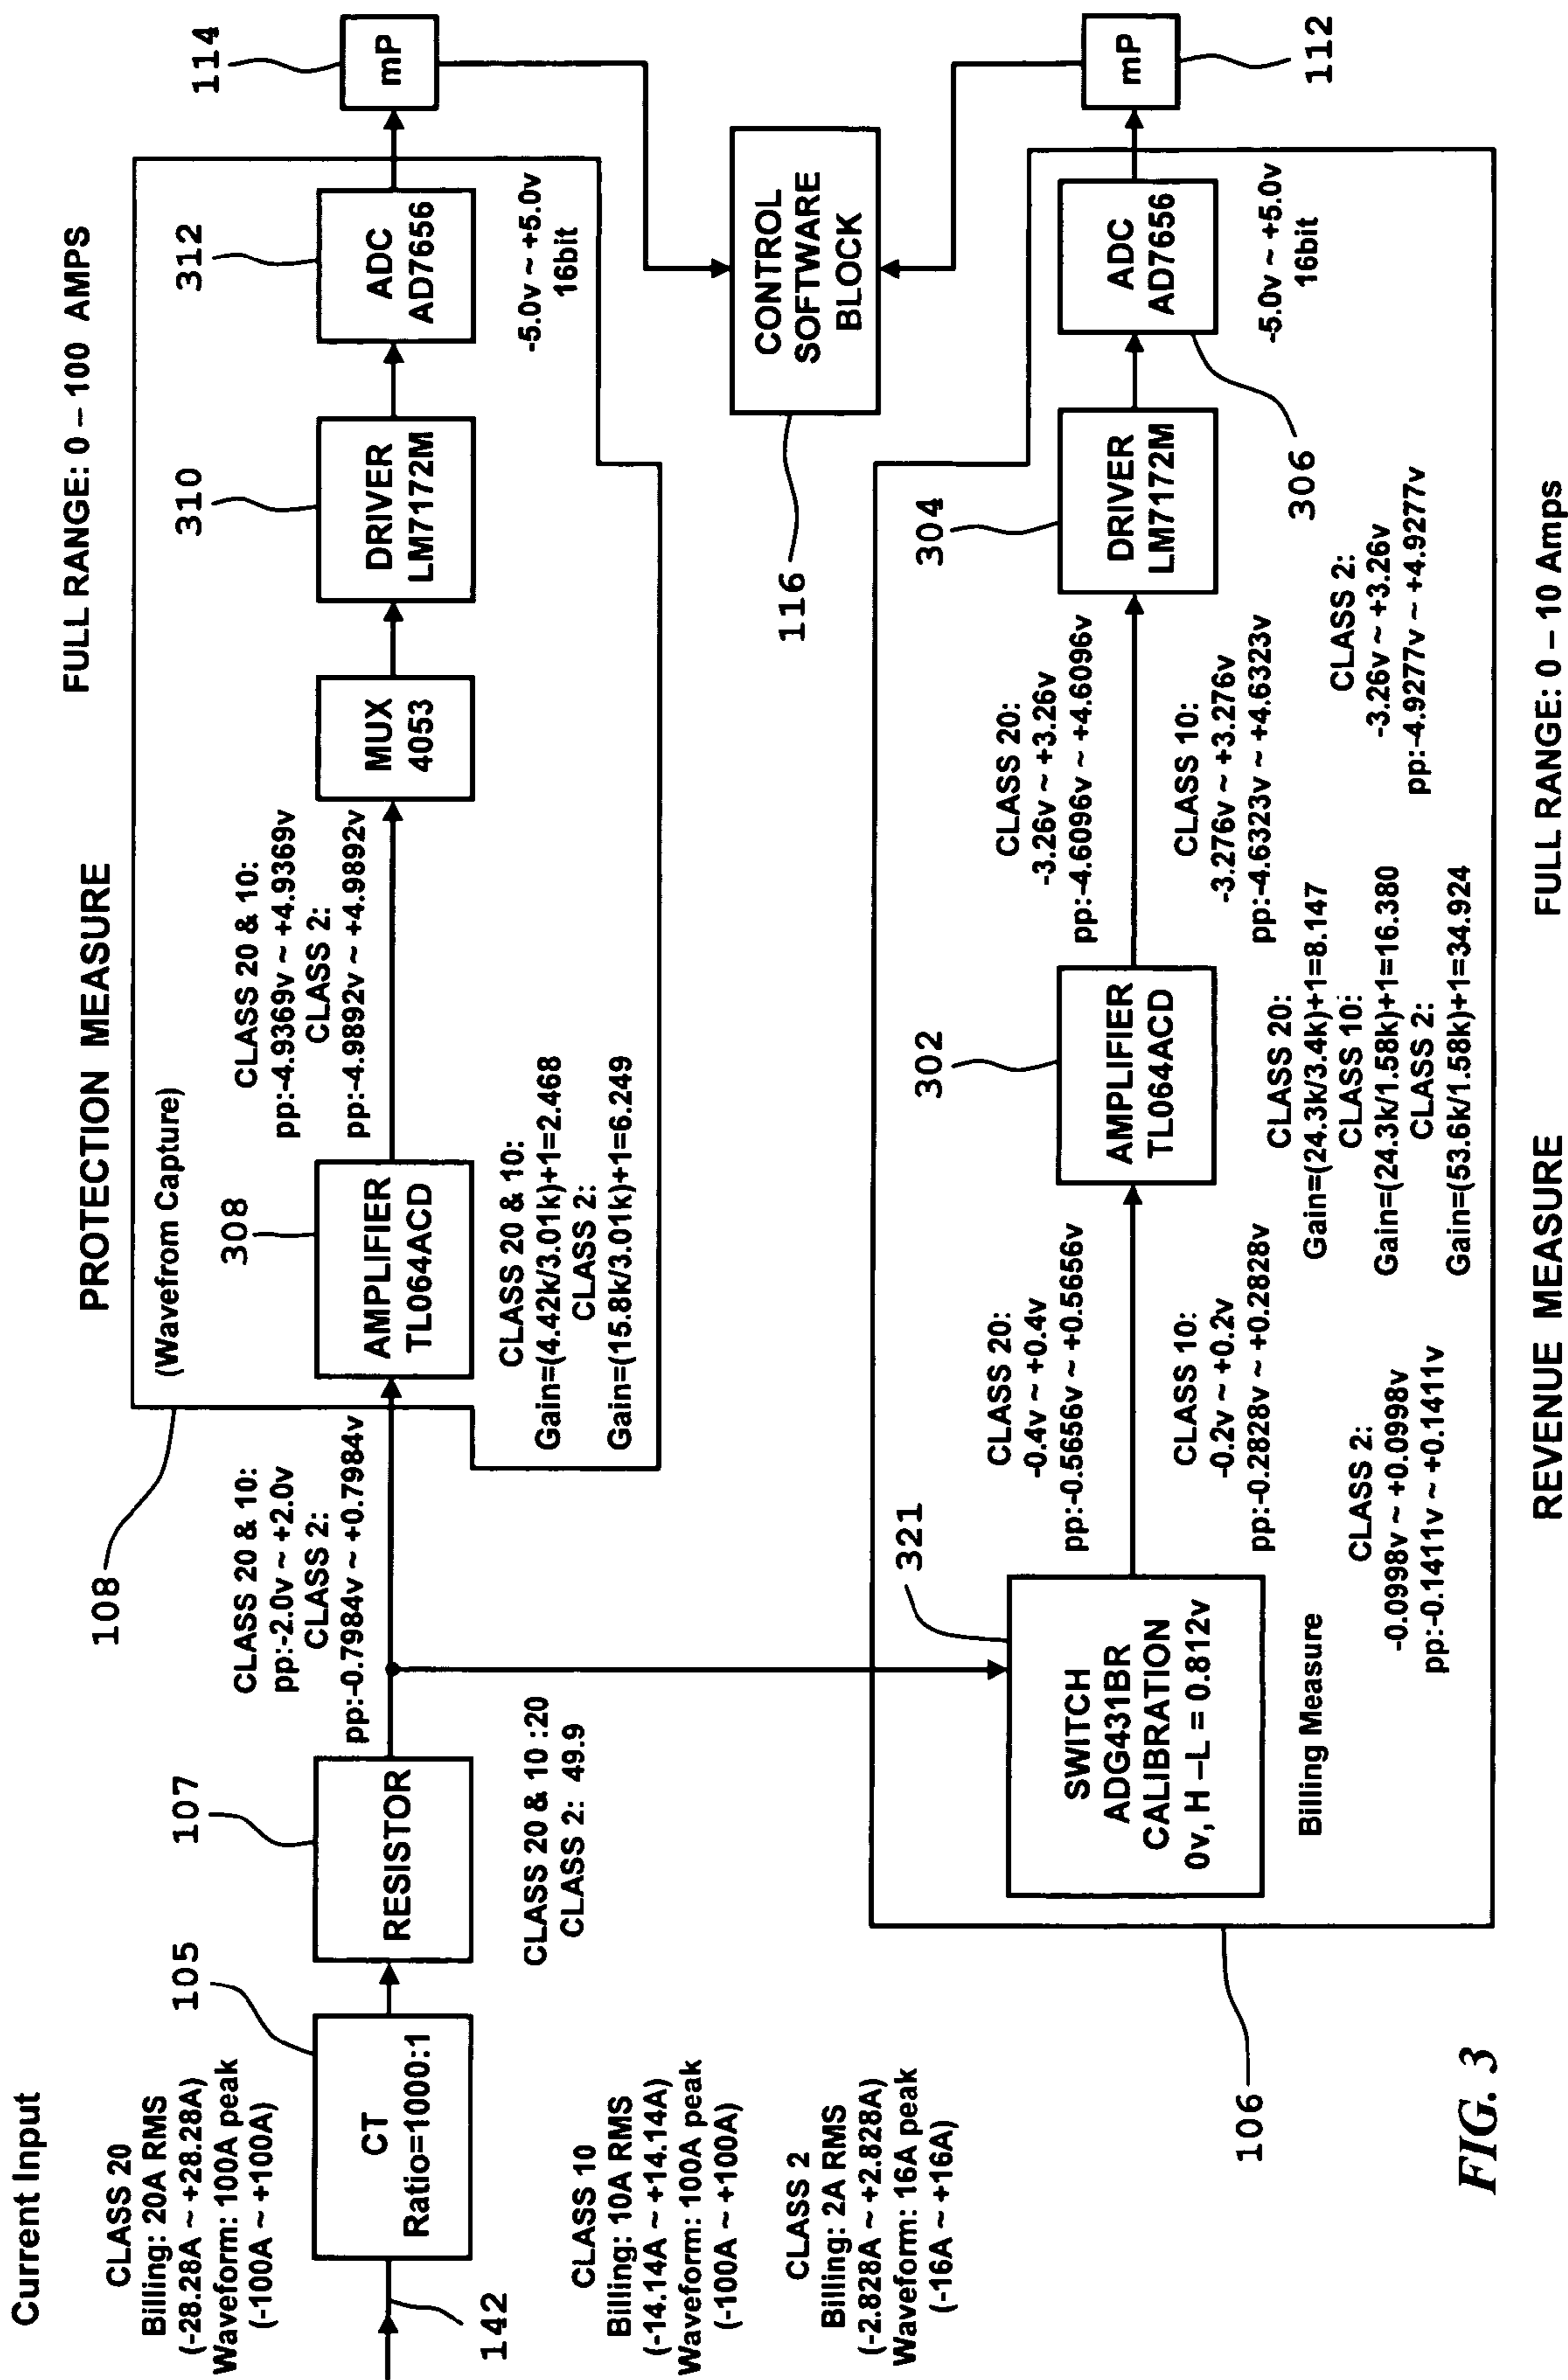 Current Input
CLASS 20
Billing: 20A RMS
(-28.28A ~ +28.28A)
Waveform: 100A peak
(-100A ~ +100A)
CT
Ratio=1000:1
142
105
CLASS 10
Billing: 10A RMS
(-14.14A ~ +14.14A)
Waveform: 100A peak
(-100A ~ +100A)
CLASS 2
Billing: 2A RMS
(-2.828A ~ +2.828A)
Waveform: 16A peak
(-16A ~ +16A)
107
RESISTOR
CLASS 20 & 10 :20
CLASS 2: 49.9
CLASS 20 & 10:
pp:-2.0v ~ +2.0v
CLASS 2:
pp:-0.7984v ~ +0.7984v
PROTECTION MEASURE
FULL RANGE: 0 – 100 AMPS
108
(Wavefrom Capture)
308
AMPLIFIER
TL064ACD
CLASS 20 & 10:
Gain=(4.42k/3.01k)+1=2.468
CLASS 2:
Gain=(15.8k/3.01k)+1=6.249
CLASS 20 & 10:
pp:-4.9369v ~ +4.9369v
CLASS 2:
pp:-4.9892v ~ +4.9892v
MUX
4053
310
DRIVER
LM7172M
312
ADC
AD7656
-5.0v ~ +5.0v
16bit
114
mP
116
CONTROL
SOFTWARE
BLOCK
112
mP
321
SWITCH
ADG431BR
CALIBRATION
0v, H –L = 0.812v
Billing Measure
CLASS 20:
-0.4v ~ +0.4v
pp:-0.5656v ~ +0.5656v
CLASS 10:
-0.2v ~ +0.2v
pp:-0.2828v ~ +0.2828v
CLASS 2:
-0.0998v ~ +0.0998v
pp:-0.1411v ~ +0.1411v
302
AMPLIFIER
TL064ACD
CLASS 20:
Gain=(24.3k/3.4k)+1=8.147
CLASS 10:
Gain=(24.3k/1.58k)+1=16.380
CLASS 2:
Gain=(53.6k/1.58k)+1=34.924
CLASS 20:
-3.26v ~ +3.26v
pp:-4.6096v ~ +4.6096v
CLASS 10:
-3.276v ~ +3.276v
pp:-4.6323v ~ +4.6323v
CLASS 2:
-3.26v ~ +3.26v
pp:-4.9277v ~ +4.9277v
304
DRIVER
LM7172M
306
ADC
AD7656
-5.0v ~ +5.0v
16bit
106
REVENUE MEASURE
FULL RANGE: 0 – 10 Amps
FIG. 3